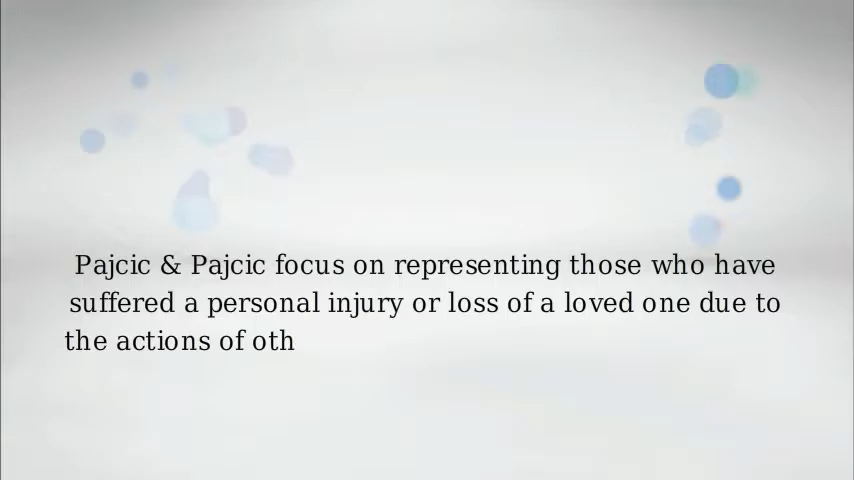 Pajcic & Pajcic focus on representing those who have
suffered a personal injury or loss of a loved one due to
the actions of oth